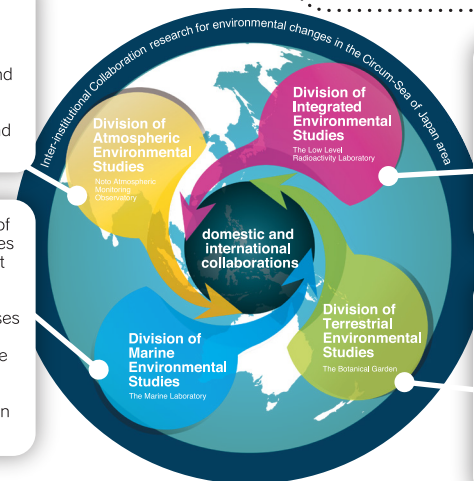 Inter-institutional Collaboration research for environmental changes in the Circum-Sea of Japan area
Division of
Atmospheric
Environmental
Studies
Noto Atmospheric
Monitoring
Observatory
Division of
Integrated
Environmental
Studies
The Low Level
Radioactivity Laboratory
domestic and
international
collaborations
Division of
Marine
Environmental
Studies
The Marine Laboratory
Division of
Terrestrial
Environmental
Studies
The Botanical Garden
of